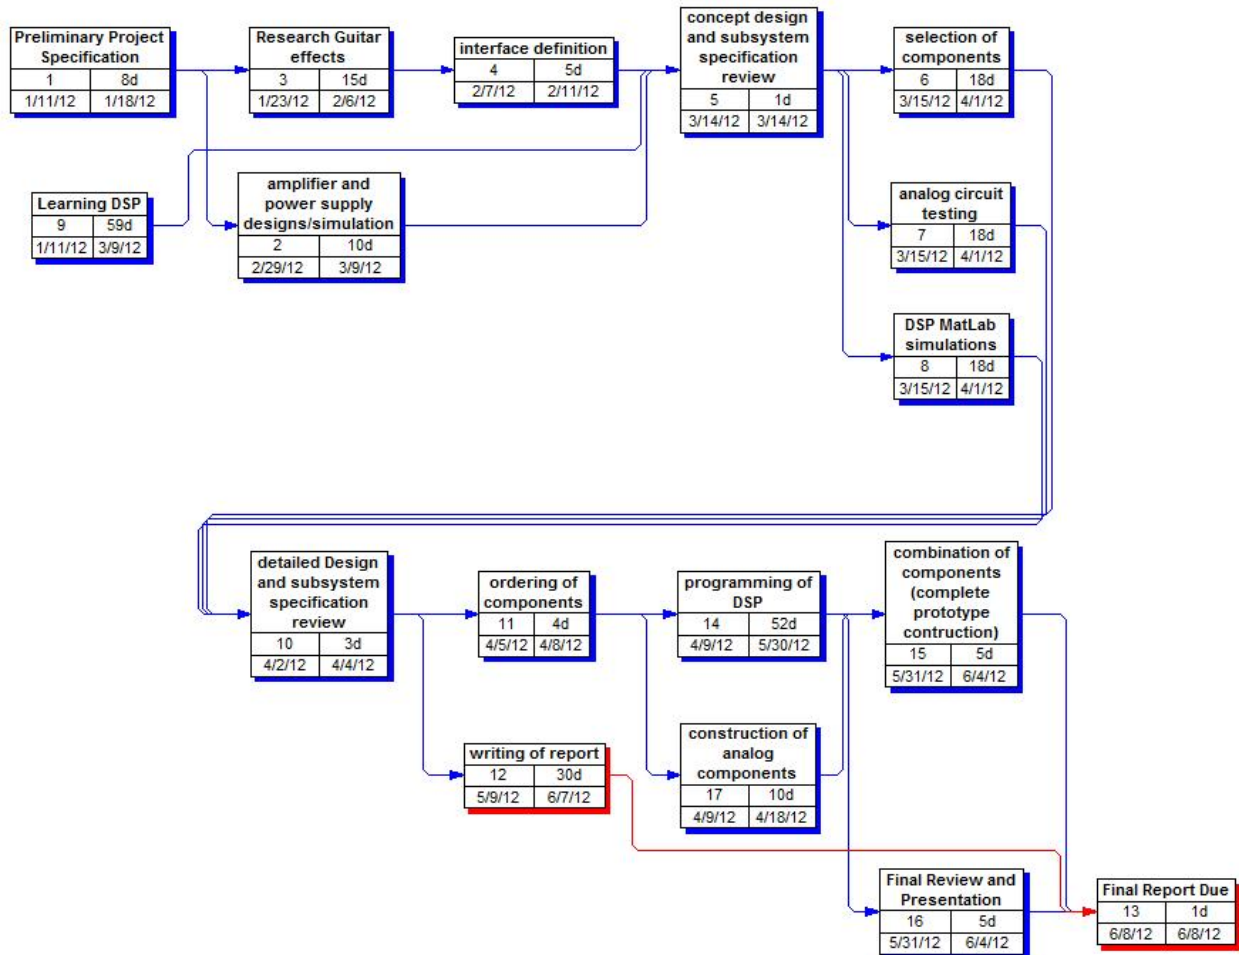 Preliminary Project
Specification
1 8d
1/11/12 1/18/12
Research Guitar
effects
3 15d
1/23/12 2/6/12
interface definition
4 5d
2/7/12 2/11/12
concept design
and subsystem
specification
review
5 1d
3/14/12 3/14/12
selection of
components
6 18d
3/15/12 4/1/12
Learning DSP
9 59d
1/11/12 3/9/12
amplifier and
power supply
designs/simulation
2 10d
2/29/12 3/9/12
analog circuit
testing
7 18d
3/15/12 4/1/12
DSP MatLab
simulations
8 18d
3/15/12 4/1/12
detailed Design
and subsystem
specification
review
10 3d
4/2/12 4/4/12
ordering of
components
11 4d
4/5/12 4/8/12
programming of
DSP
14 52d
4/9/12 5/30/12
combination of
components
(complete
prototype
contruction)
15 5d
5/31/12 6/4/12
writing of report
12 30d
5/9/12 6/7/12
construction of
analog
components
17 10d
4/9/12 4/18/12
Final Review and
Presentation
16 5d
5/31/12 6/4/12
Final Report Due
13 1d
6/8/12 6/8/12